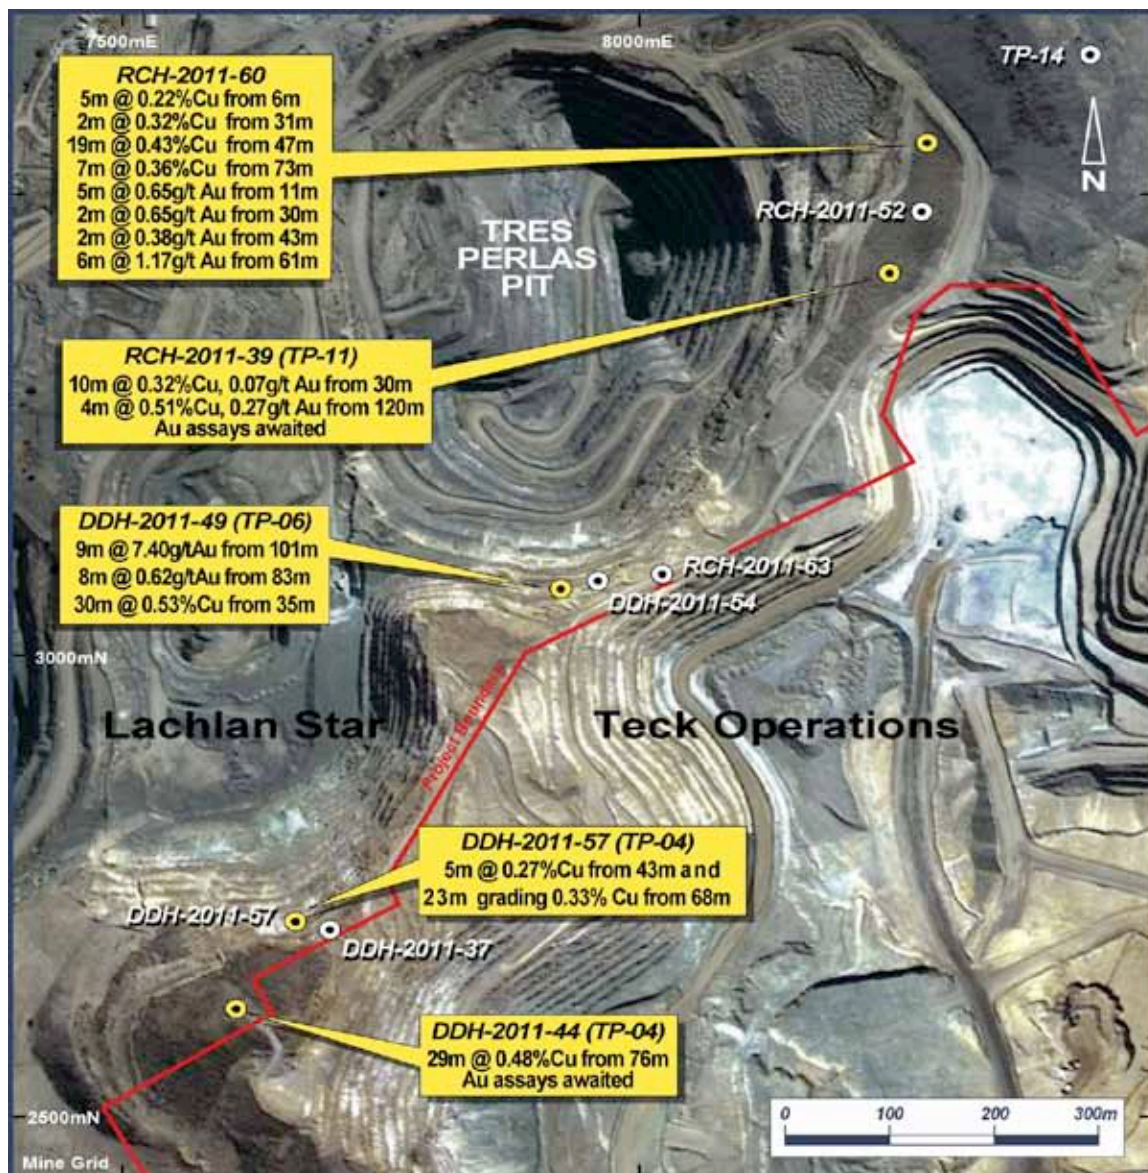 7500mE
8000mE
TP-14
N
RCH-2011-60
5m @ 0.22%Cu from 6m
2m @ 0.32%Cu from 31m
19m @ 0.43%Cu from 47m
7m @ 0.36%Cu from 73m
5m @ 0.65g/t Au from 11m
2m @ 0.65g/t Au from 30m
2m @ 0.38g/t Au from 43m
6m @ 1.17g/t Au from 61m
RCH-2011-52
TRES
PERLAS
PIT
RCH-2011-39 (TP-11)
10m @ 0.32%Cu, 0.07g/t Au from 30m
4m @ 0.51%Cu, 0.27g/t Au from 120m
Au assays awaited
DDH-2011-49 (TP-06)
9m @ 7.40g/tAu from 101m
8m @ 0.62g/tAu from 83m
30m @ 0.53%Cu from 35m
RCH-2011-63
DDH-2011-54
3000mN
Lachlan Star
Teck Operations
Project Boundary
DDH-2011-57 (TP-04)
5m @ 0.27%Cu from 43m and
23m grading 0.33% Cu from 68m
DDH-2011-57
DDH-2011-37
DDH-2011-44 (TP-04)
29m @ 0.48%Cu from 76m
Au assays awaited
2500mN
0 100 200 300m
Mine Grid